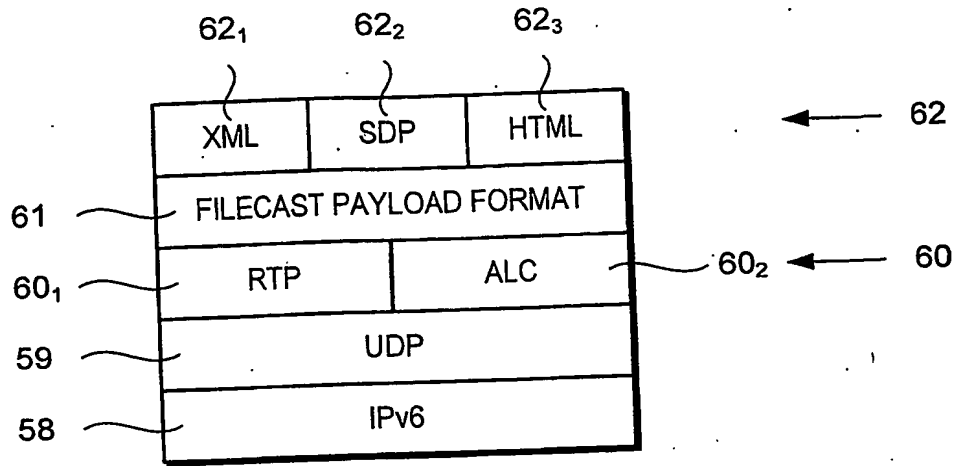 62₁ 62₂ 62₃
XML SDP HTML 62
61 FILECAST PAYLOAD FORMAT
60₁ RTP ALC 60₂ 60
59 UDP
58 IPv6